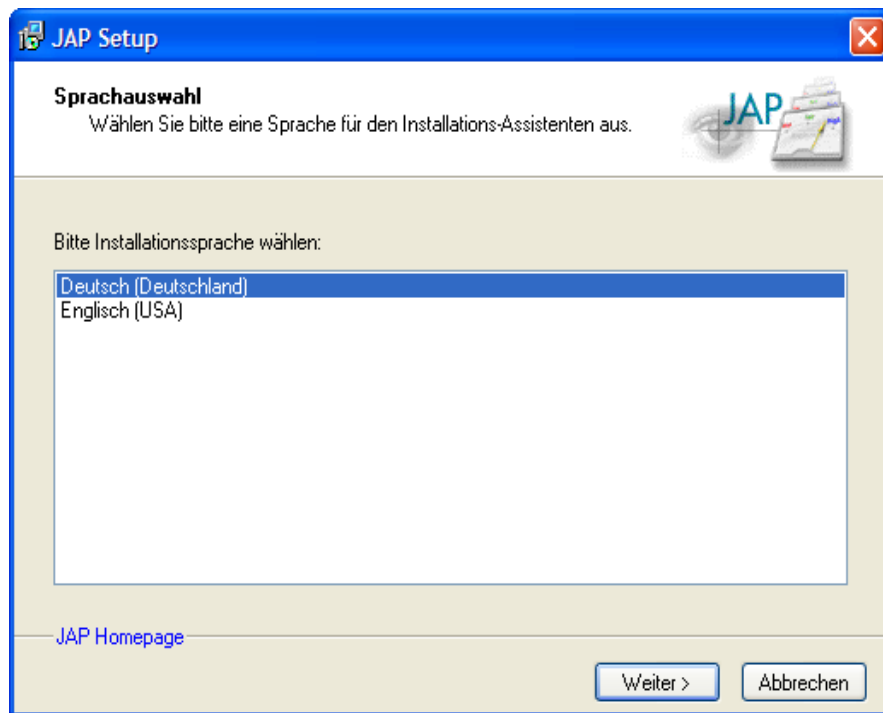 JAP Setup
Sprachauswahl
Wählen Sie bitte eine Sprache für den Installations-Assistenten aus.
JAP
Bitte Installationssprache wählen:
Deutsch (Deutschland)
Englisch (USA)
JAP Homepage
Weiter >
Abbrechen